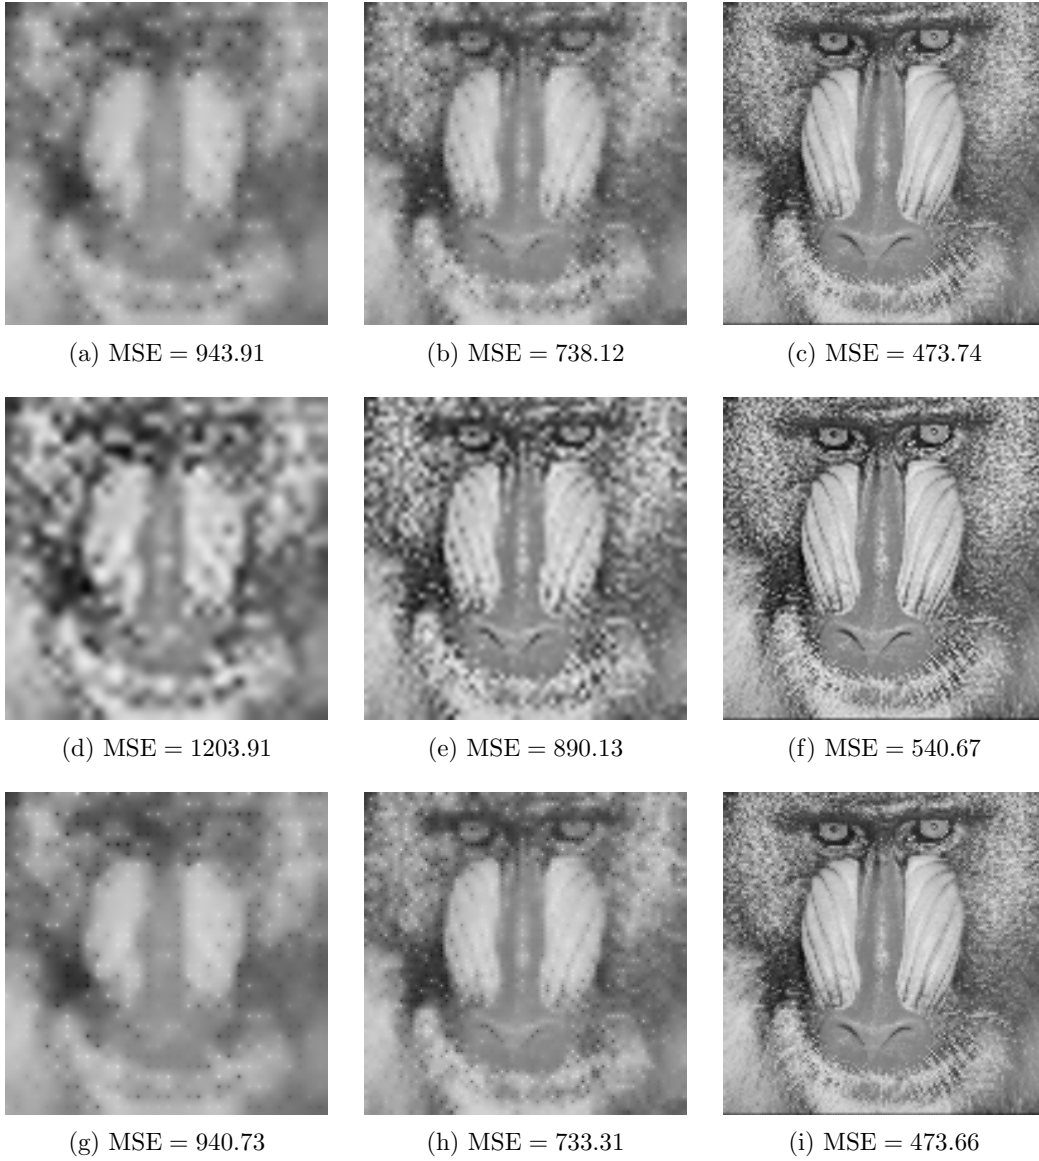 (a) MSE = 943.91
(b) MSE = 738.12
(c) MSE = 473.74
(d) MSE = 1203.91
(e) MSE = 890.13
(f) MSE = 540.67
(g) MSE = 940.73
(h) MSE = 733.31
(i) MSE = 473.66